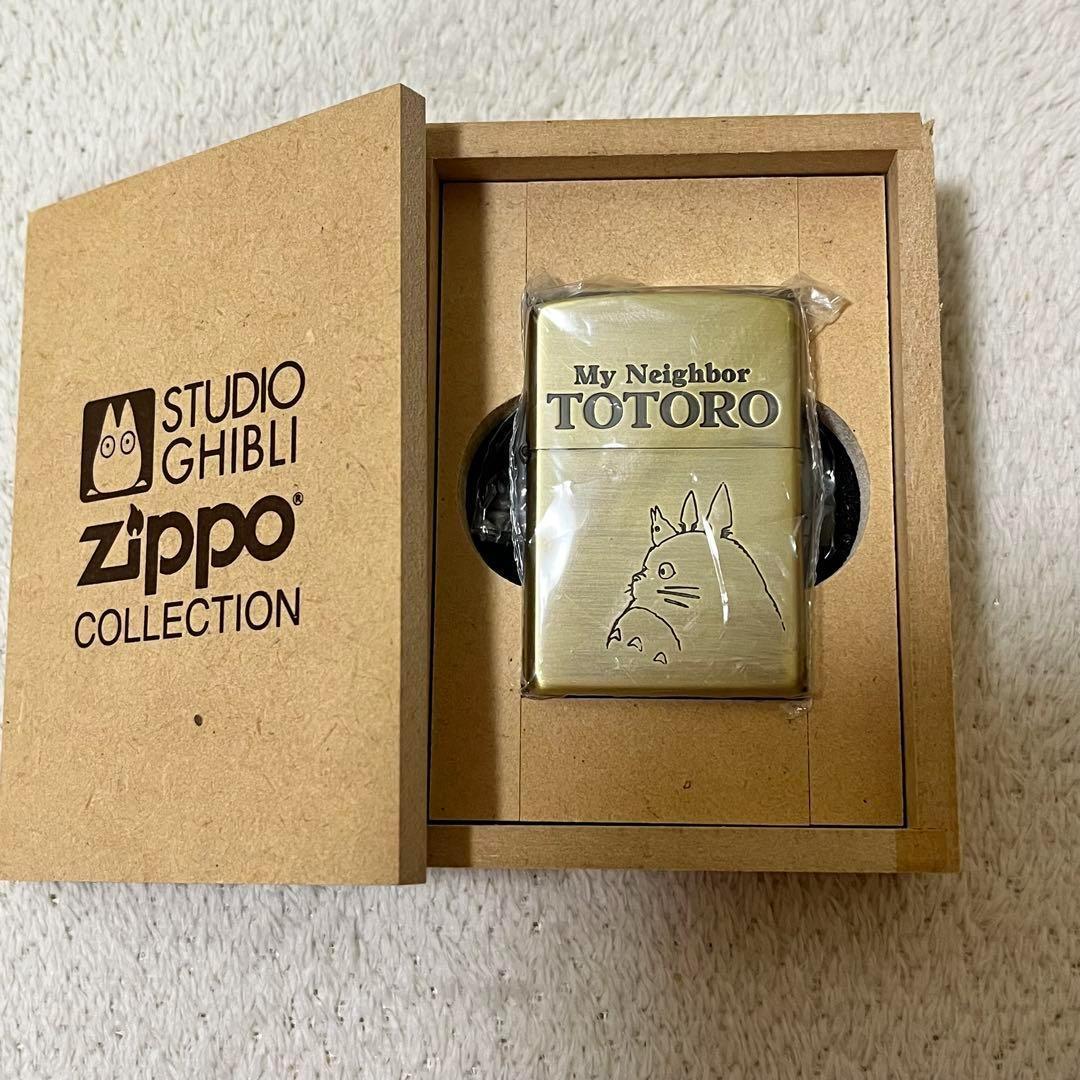 STUDIO
GHIBLI
zippo®
COLLECTION
My Neighbor
TOTORO